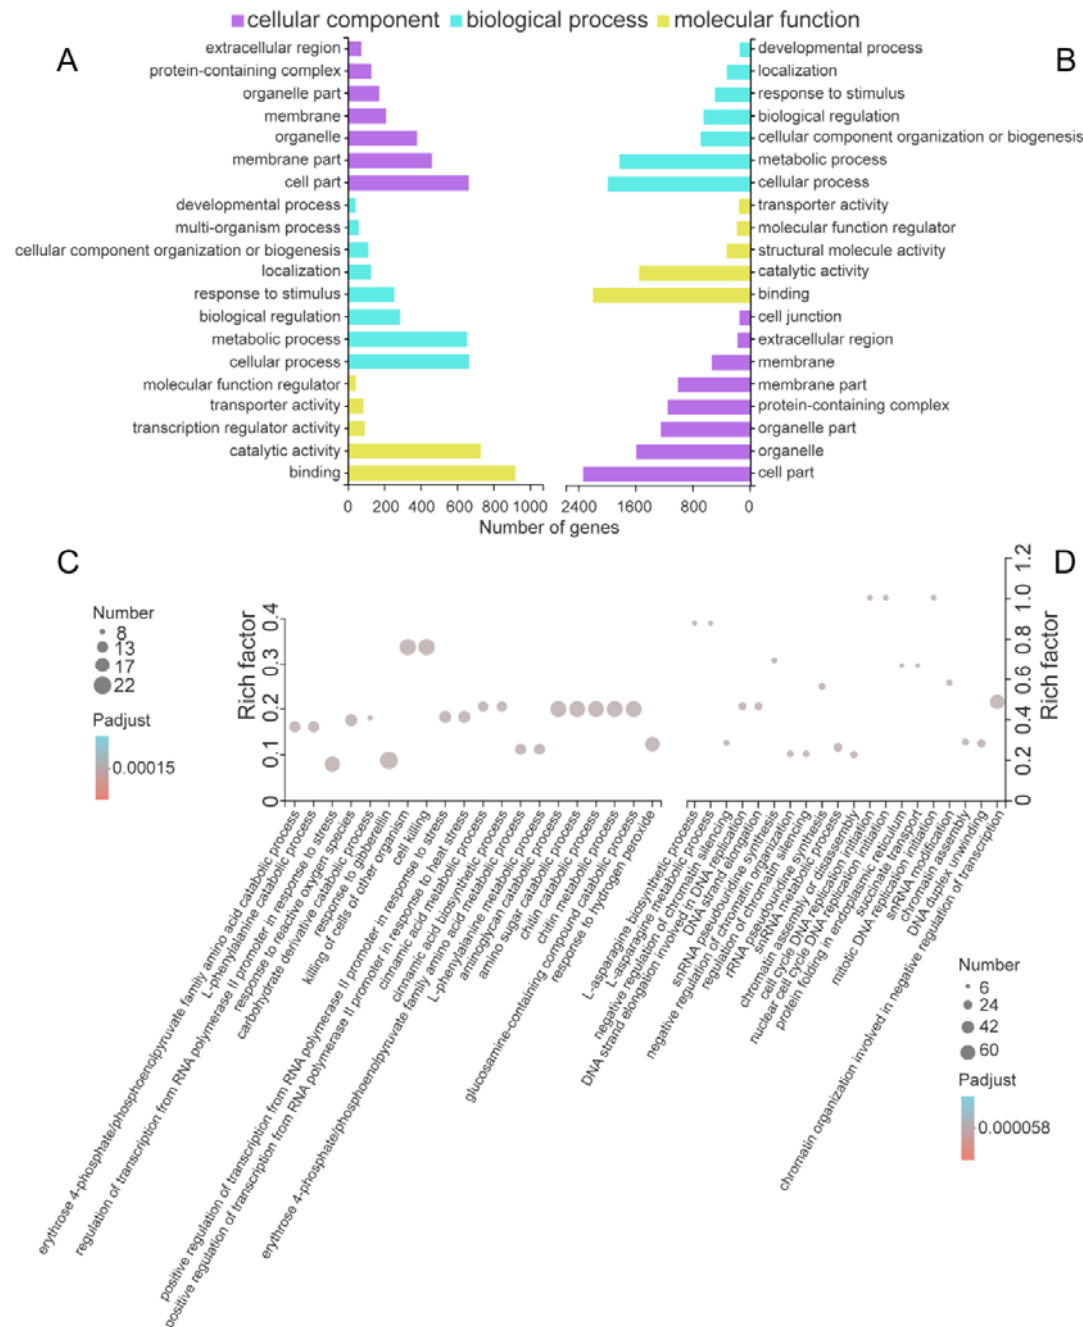 cellular component biological process molecular function
A
extracellular region
protein-containing complex
organelle part
membrane
organelle
membrane part
cell part
developmental process
multi-organism process
cellular component organization or biogenesis
localization
response to stimulus
biological regulation
metabolic process
cellular process
molecular function regulator
transporter activity
transcription regulator activity
catalytic activity
binding
0 200 400 600 800 1000
B
developmental process
localization
response to stimulus
biological regulation
cellular component organization or biogenesis
metabolic process
cellular process
transporter activity
molecular function regulator
structural molecule activity
catalytic activity
binding
cell junction
extracellular region
membrane
membrane part
protein-containing complex
organelle part
organelle
cell part
2400 1600 800 0
Number of genes
C
Number
8
13
17
22
Padjust
0.00015
Rich factor
0 0.1 0.2 0.3 0.4
erythrose 4-phosphate/phosphoenolpyruvate family amino acid catabolic process
L-phenylalanine catabolic process
regulation of transcription from RNA polymerase II promoter in response to stress
response to reactive oxygen species
carbohydrate derivative catabolic process
response to gibberellin
killing of cells of other organism
cell killing
positive regulation of transcription from RNA polymerase II promoter in response to stress
positive regulation of transcription from RNA polymerase II promoter in response to heat stress
cinnamic acid metabolic process
cinnamic acid biosynthetic process
erythrose 4-phosphate/phosphoenolpyruvate family amino acid metabolic process
L-phenylalanine metabolic process
aminoglycan catabolic process
amino sugar catabolic process
chitin catabolic process
chitin metabolic process
glucosamine-containing compound catabolic process
response to hydrogen peroxide
D
Rich factor
0 0.2 0.4 0.6 0.8 1.0 1.2
L-asparagine biosynthetic process
L-asparagine metabolic process
negative regulation of chromatin silencing
DNA strand elongation involved in DNA replication
DNA strand elongation
snRNA pseudouridine synthesis
negative regulation of chromatin organization
regulation of chromatin silencing
rRNA pseudouridine synthesis
snRNA metabolic process
chromatin assembly or disassembly
cell cycle DNA replication initiation
nuclear cell cycle DNA replication initiation
protein folding in endoplasmic reticulum
succinate transport
mitotic DNA replication initiation
snRNA modification
chromatin assembly
DNA duplex unwinding
chromatin organization involved in negative regulation of transcription
Number
6
24
42
60
Padjust
0.000058